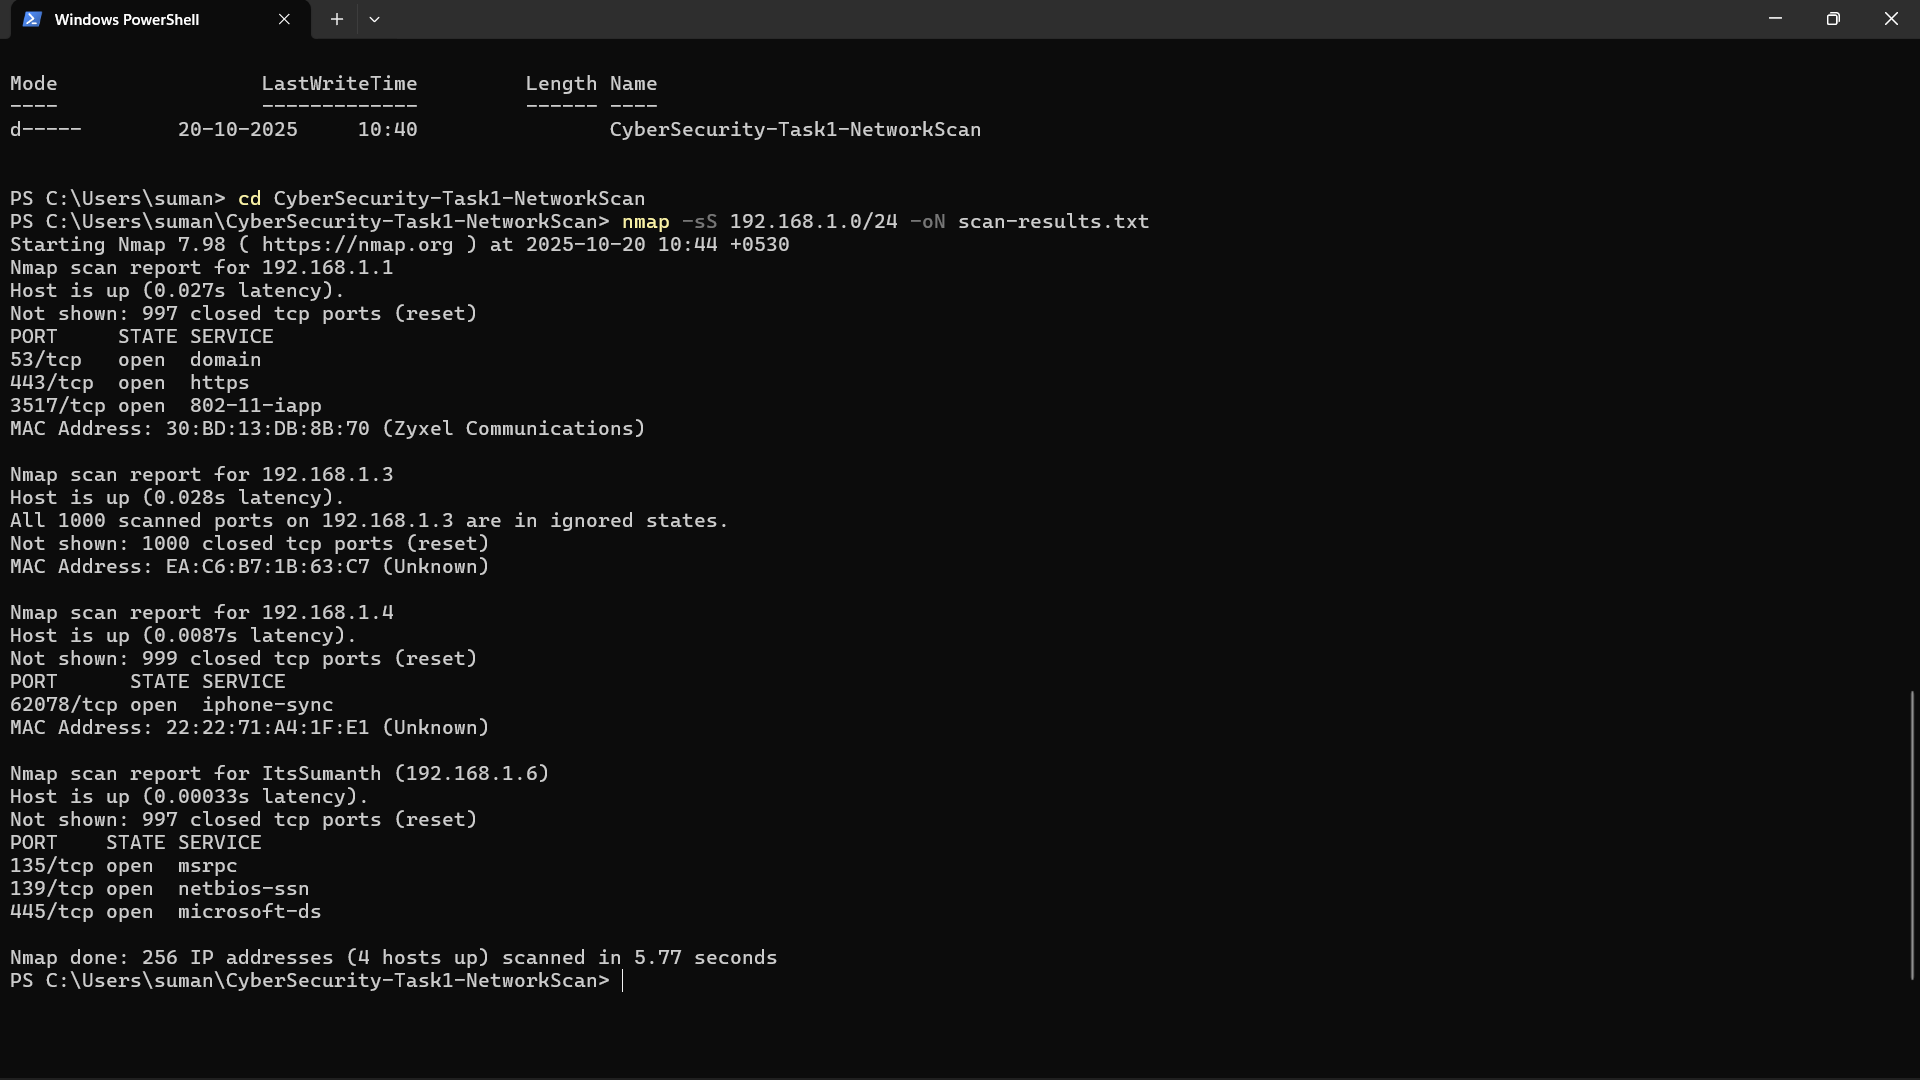 Windows PowerShell
Mode                 LastWriteTime         Length Name
----                 -------------         ------ ----
d-----        20-10-2025     10:40                CyberSecurity-Task1-NetworkScan
PS C:\Users\suman> cd CyberSecurity-Task1-NetworkScan
PS C:\Users\suman\CyberSecurity-Task1-NetworkScan> nmap -sS 192.168.1.0/24 -oN scan-results.txt
Starting Nmap 7.98 ( https://nmap.org ) at 2025-10-20 10:44 +0530
Nmap scan report for 192.168.1.1
Host is up (0.027s latency).
Not shown: 997 closed tcp ports (reset)
PORT     STATE SERVICE
53/tcp   open  domain
443/tcp  open  https
3517/tcp open  802-11-iapp
MAC Address: 30:BD:13:DB:8B:70 (Zyxel Communications)
Nmap scan report for 192.168.1.3
Host is up (0.028s latency).
All 1000 scanned ports on 192.168.1.3 are in ignored states.
Not shown: 1000 closed tcp ports (reset)
MAC Address: EA:C6:B7:1B:63:C7 (Unknown)
Nmap scan report for 192.168.1.4
Host is up (0.0087s latency).
Not shown: 999 closed tcp ports (reset)
PORT      STATE SERVICE
62078/tcp open  iphone-sync
MAC Address: 22:22:71:A4:1F:E1 (Unknown)
Nmap scan report for ItsSumanth (192.168.1.6)
Host is up (0.00033s latency).
Not shown: 997 closed tcp ports (reset)
PORT    STATE SERVICE
135/tcp open  msrpc
139/tcp open  netbios-ssn
445/tcp open  microsoft-ds
Nmap done: 256 IP addresses (4 hosts up) scanned in 5.77 seconds
PS C:\Users\suman\CyberSecurity-Task1-NetworkScan>